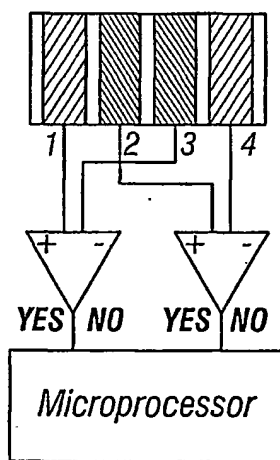 1 2 3 4
+ - + -
YES NO YES NO
Microprocessor